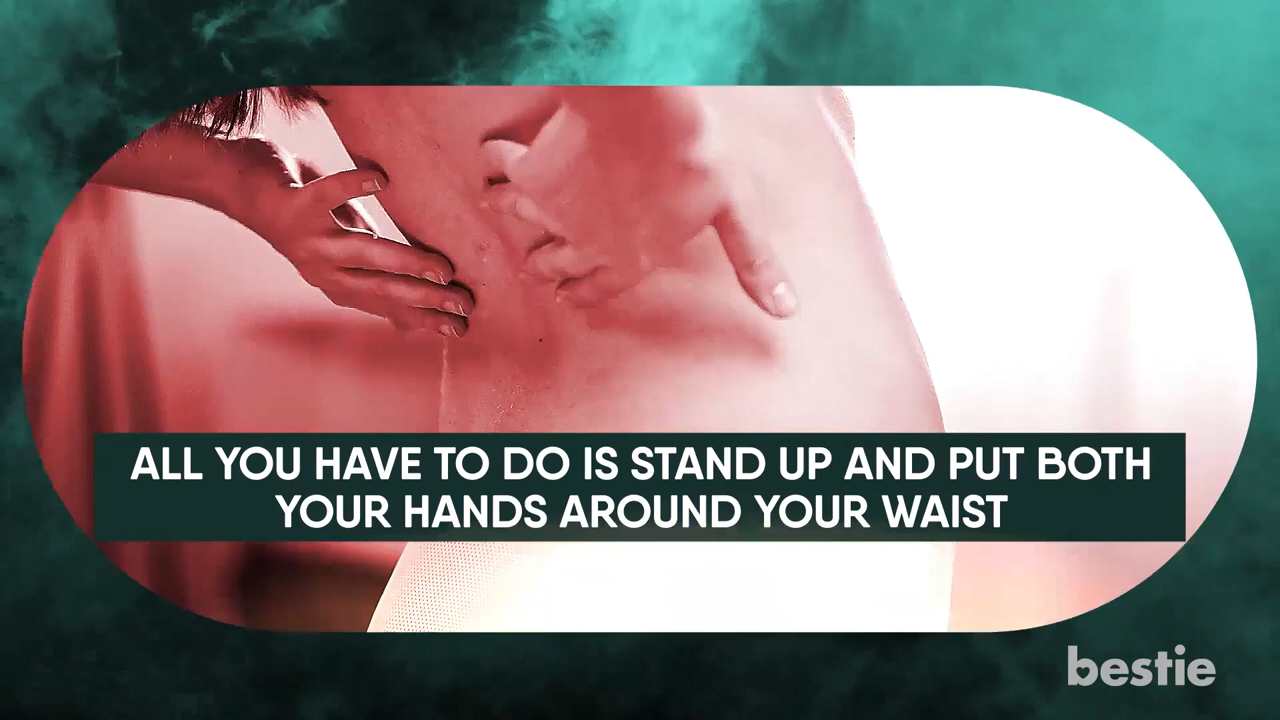 ALL YOU HAVE TO DO IS STAND UP AND PUT BOTH
YOUR HANDS AROUND YOUR WAIST
bestie